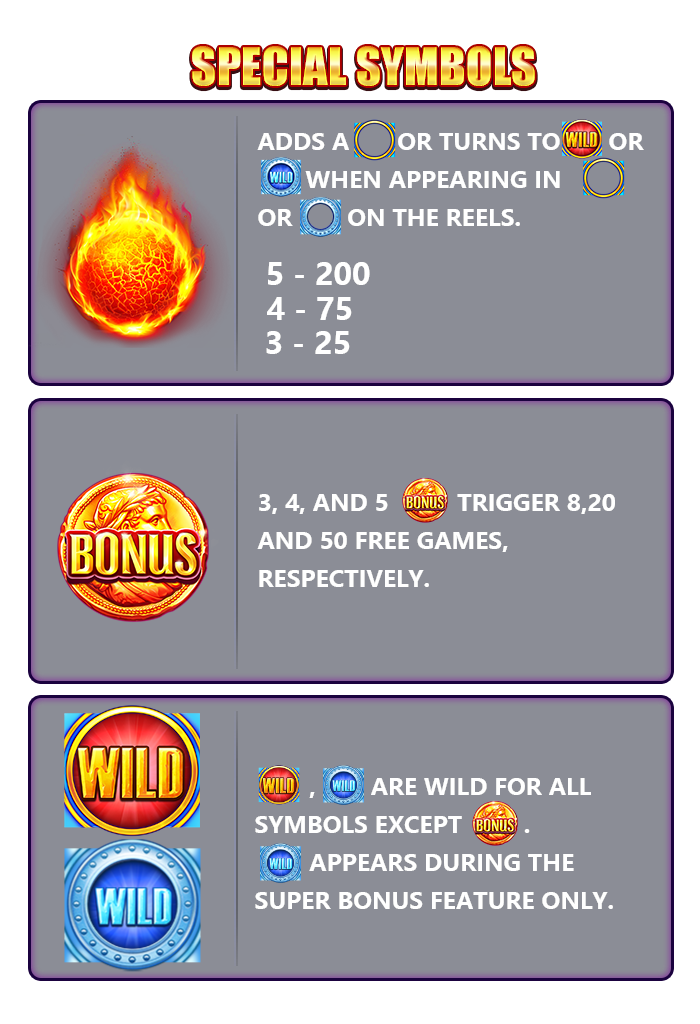 SPECIAL SYMBOLS
ADDS A OR TURNS TO WILD OR
WILD WHEN APPEARING IN
OR ON THE REELS.
5 - 200
4 - 75
3 - 25
BONUS
3, 4, AND 5 BONUS TRIGGER 8,20
AND 50 FREE GAMES,
RESPECTIVELY.
WILD
WILD
WILD , WILD ARE WILD FOR ALL
SYMBOLS EXCEPT BONUS .
WILD APPEARS DURING THE
SUPER BONUS FEATURE ONLY.